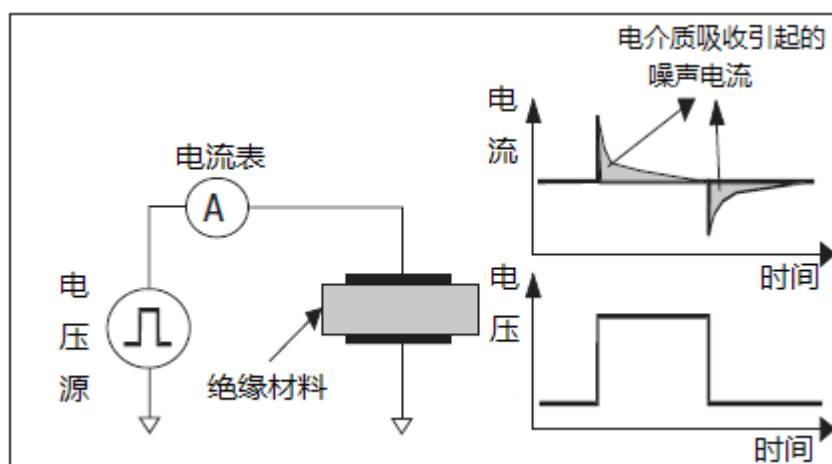 电介质吸收引起的
噪声电流
电流
时间
电流表
A
电压源
绝缘材料
电压
时间